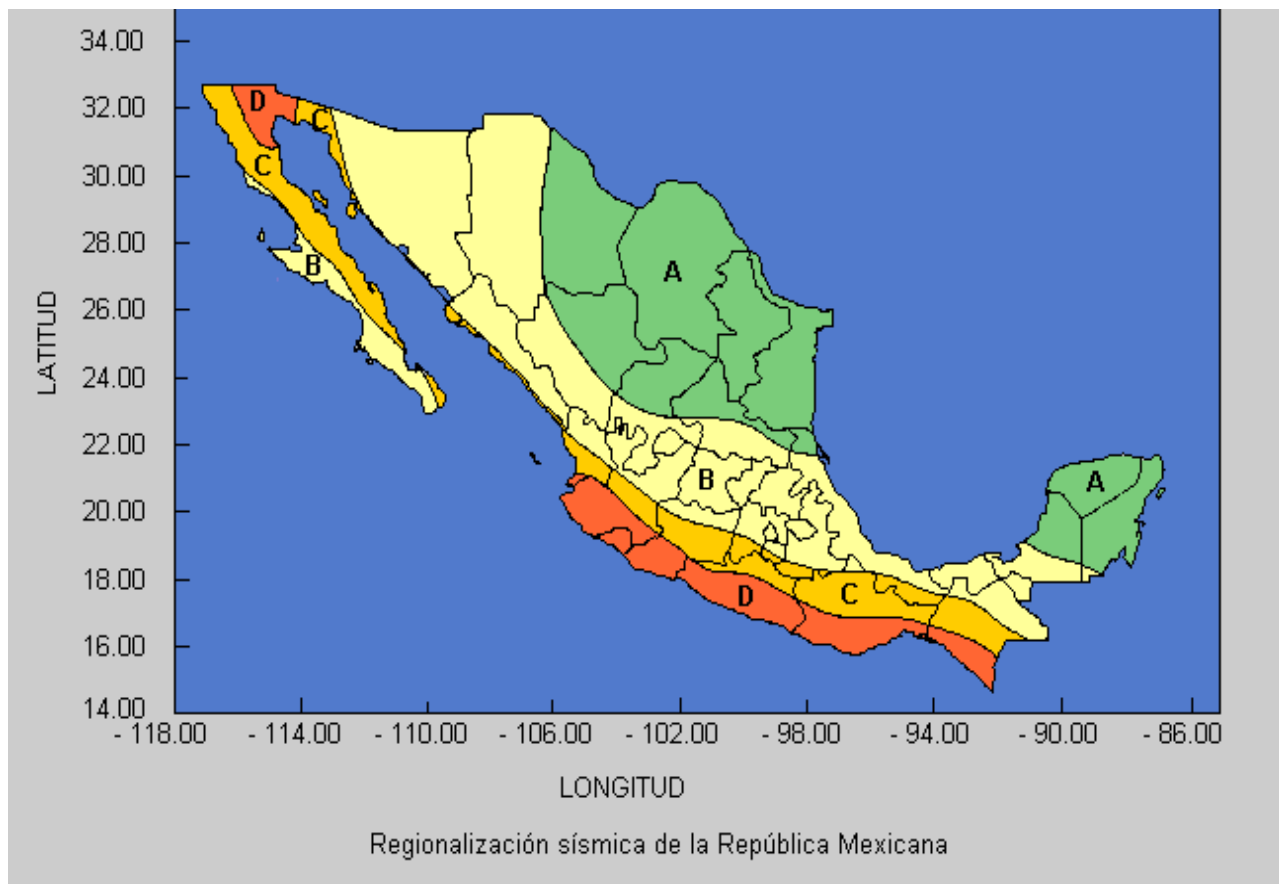 34.00
D
32.00
C
C
30.00
28.00
B
A
26.00
LATITUD
24.00
22.00
B
A
20.00
18.00
D
C
16.00
14.00
- 118.00 - 114.00 - 110.00 - 106.00 - 102.00 - 98.00 - 94.00 - 90.00 - 86.00
LONGITUD
Regionalización sísmica de la República Mexicana